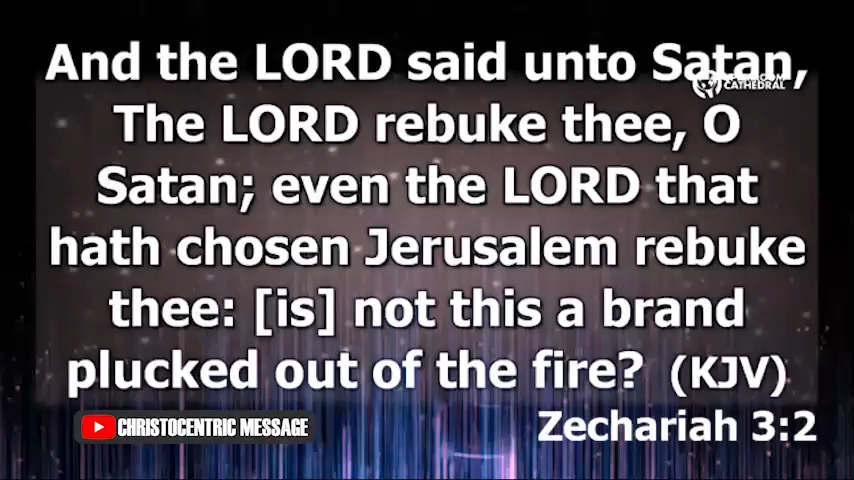 And the LORD said unto Satan,
The LORD rebuke thee, O
Satan; even the LORD that
hath chosen Jerusalem rebuke
thee: [is] not this a brand
plucked out of the fire? (KJV)
Zechariah 3:2
CATHEDRAL
CHRISTOCENTRIC MESSAGE